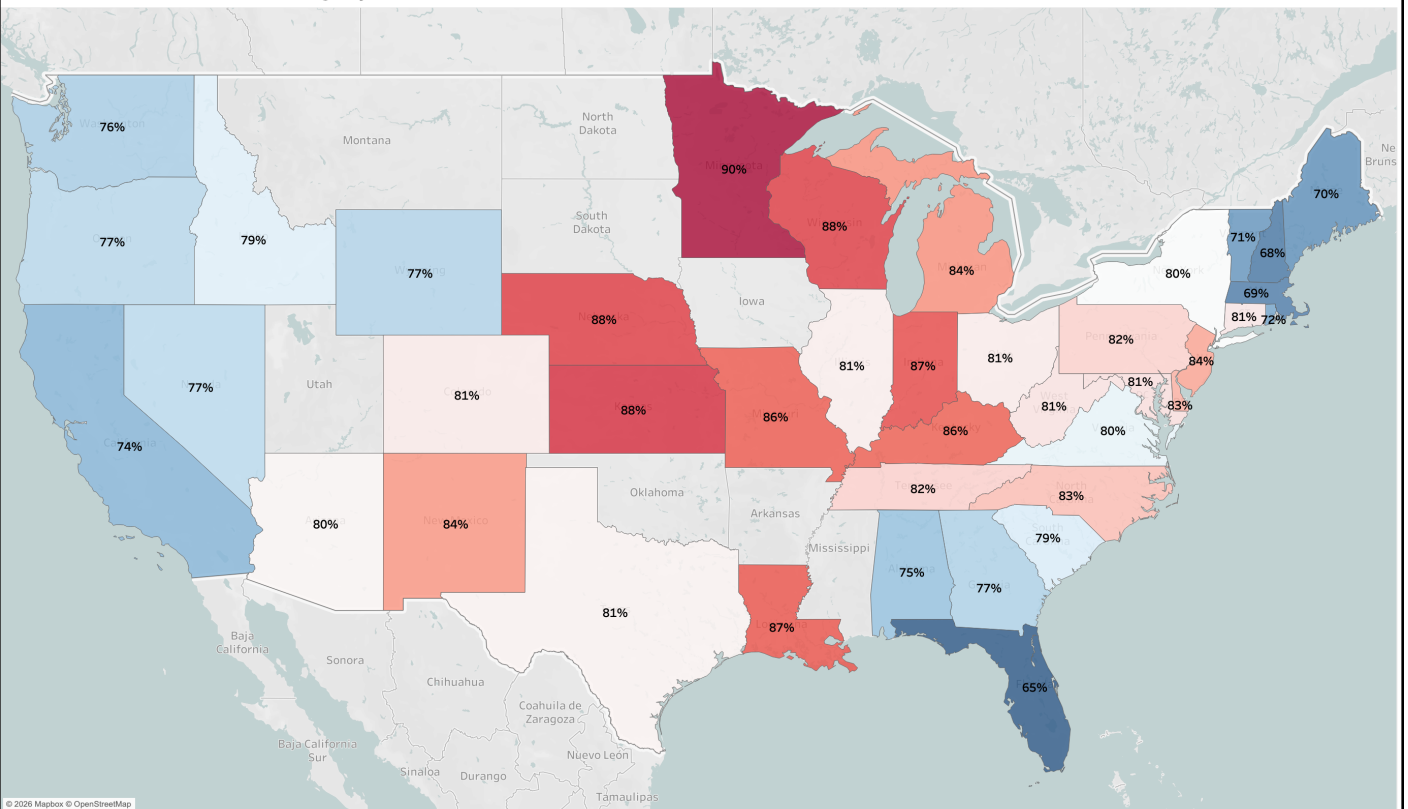 76%
Montana
North
Dakota
90%
70%
Ne
Bruns
77%
79%
South
Dakota
88%
71%
68%
77%
84%
80%
69%
Iowa
88%
81%
72%
82%
77%
Utah
81%
81%
87%
81%
84%
81%
83%
88%
86%
81%
74%
86%
80%
Oklahoma
82%
North
83%
80%
84%
Arkansas
South
79%
Mississippi
75%
77%
81%
87%
Baja
California
Sonora
Chihuahua
65%
Coahuila de
Zaragoza
Baja California
Sur
Nuevo León
Sinaloa
Durango
Tamaulipas
© 2026 Mapbox © OpenStreetMap